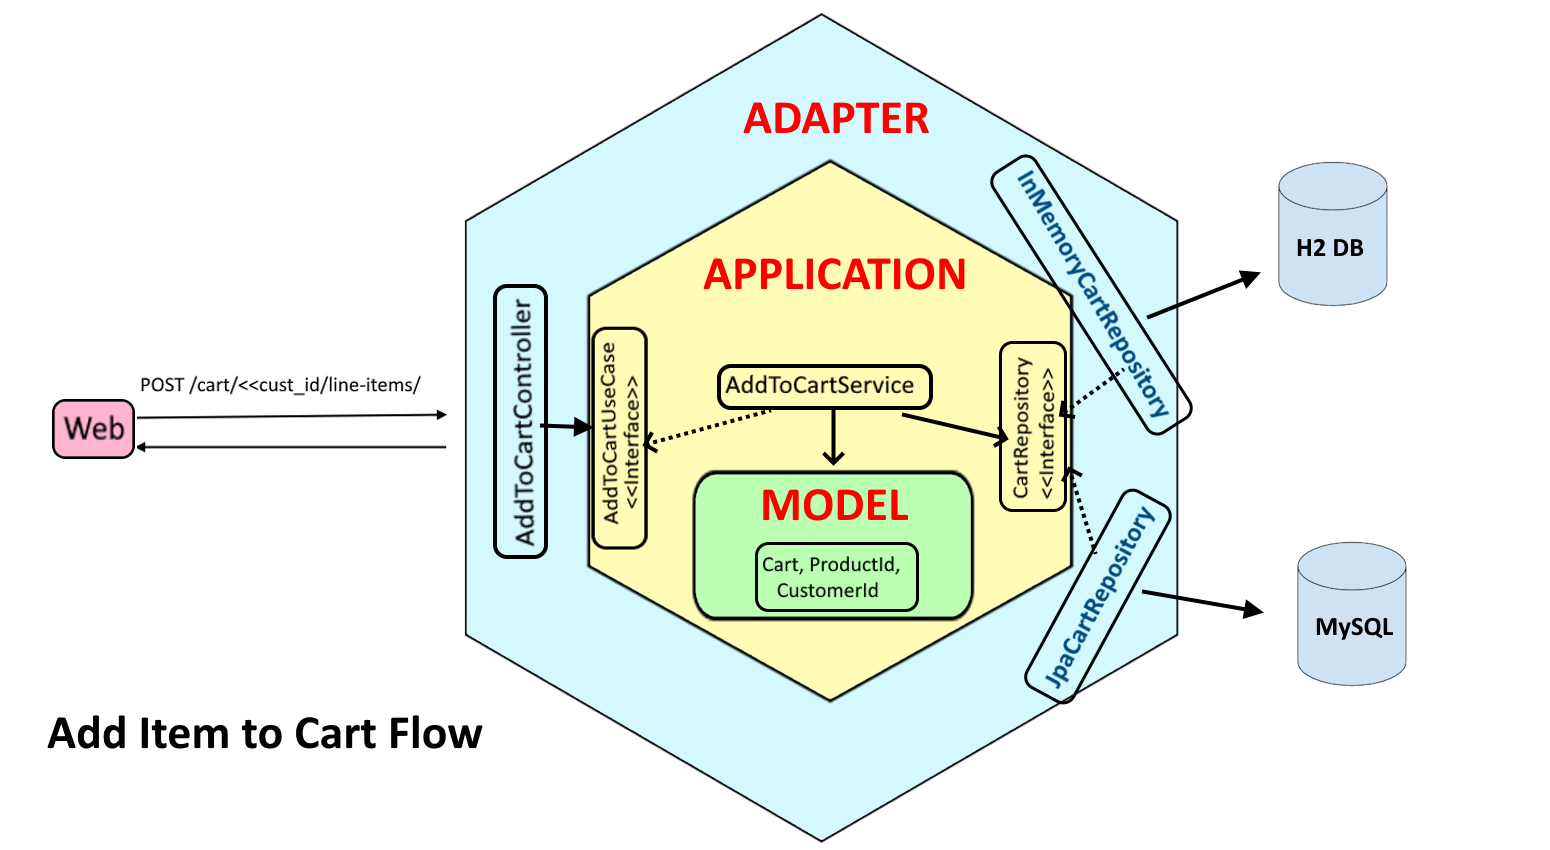 ADAPTER
APPLICATION
InMemoryCartRepository
H2 DB
AddToCartController
AddToCartUseCase
<<Interface>>
AddToCartService
CartRepository
<<Interface>>
POST /cart/<<cust_id/line-items/
Web
MODEL
Cart, ProductId,
CustomerId
JpaCartRepository
MySQL
Add Item to Cart Flow